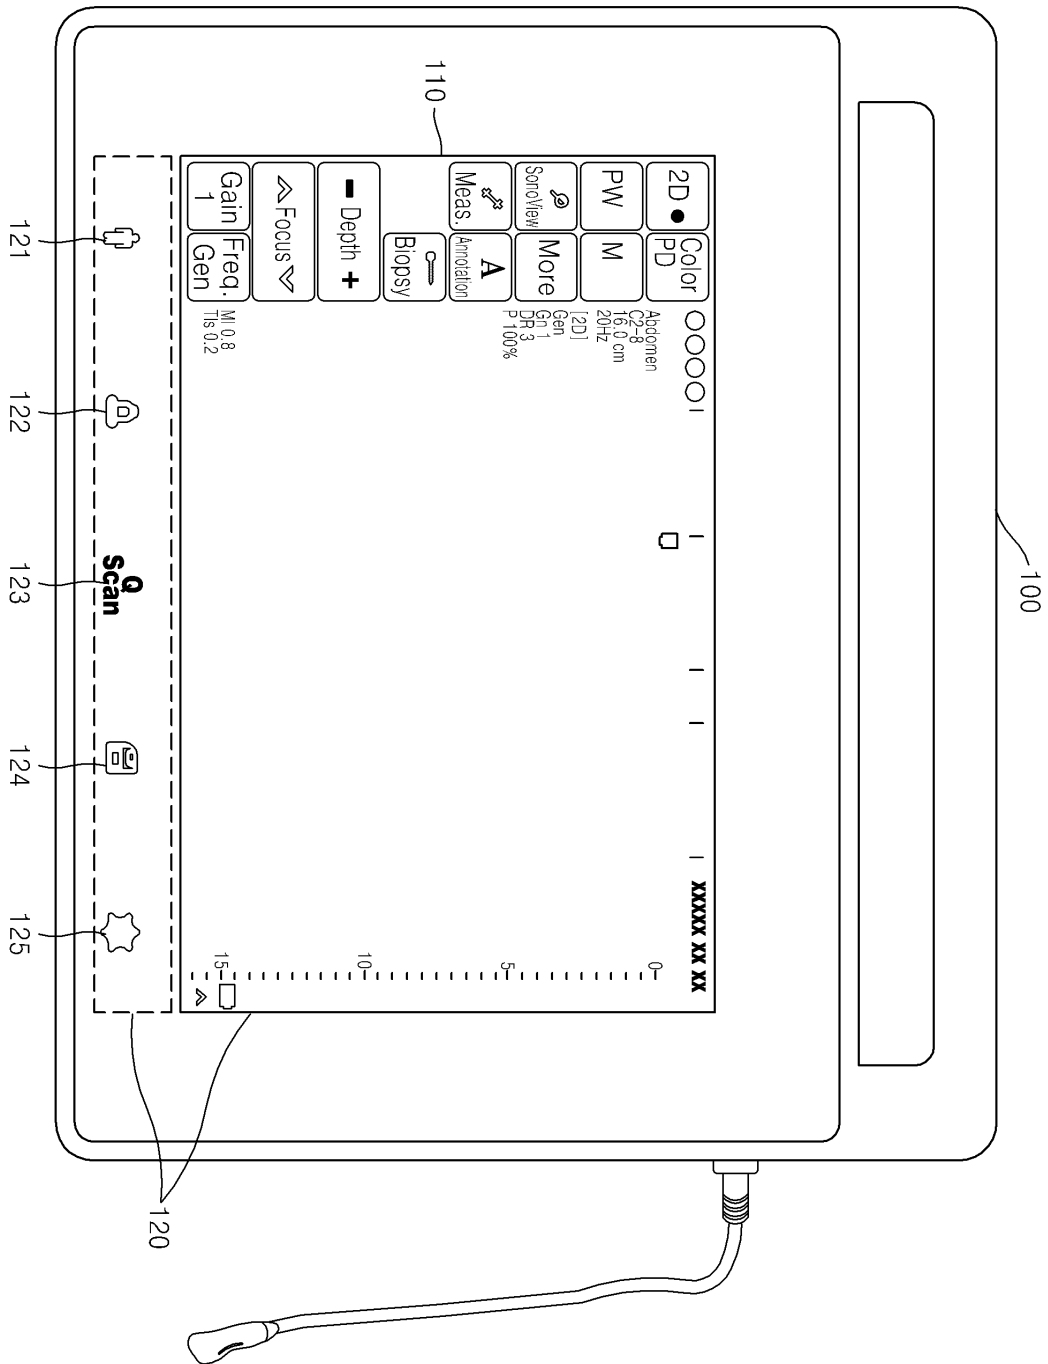 100
110
2D ●
Color
PD
PW
M
SonoView
More
Meas.
A
Annotation
Biopsy
− Depth +
Focus
Gain
1
Freq.
Gen
Abdomen
C2-8
16.0 cm
20Hz
[2D]
Gen
Gn 1
DR 3
P 100%
MI 0.8
TIs 0.2
XXXXX XX XX
0
5
10
15
Q
Scan
120
121
122
123
124
125